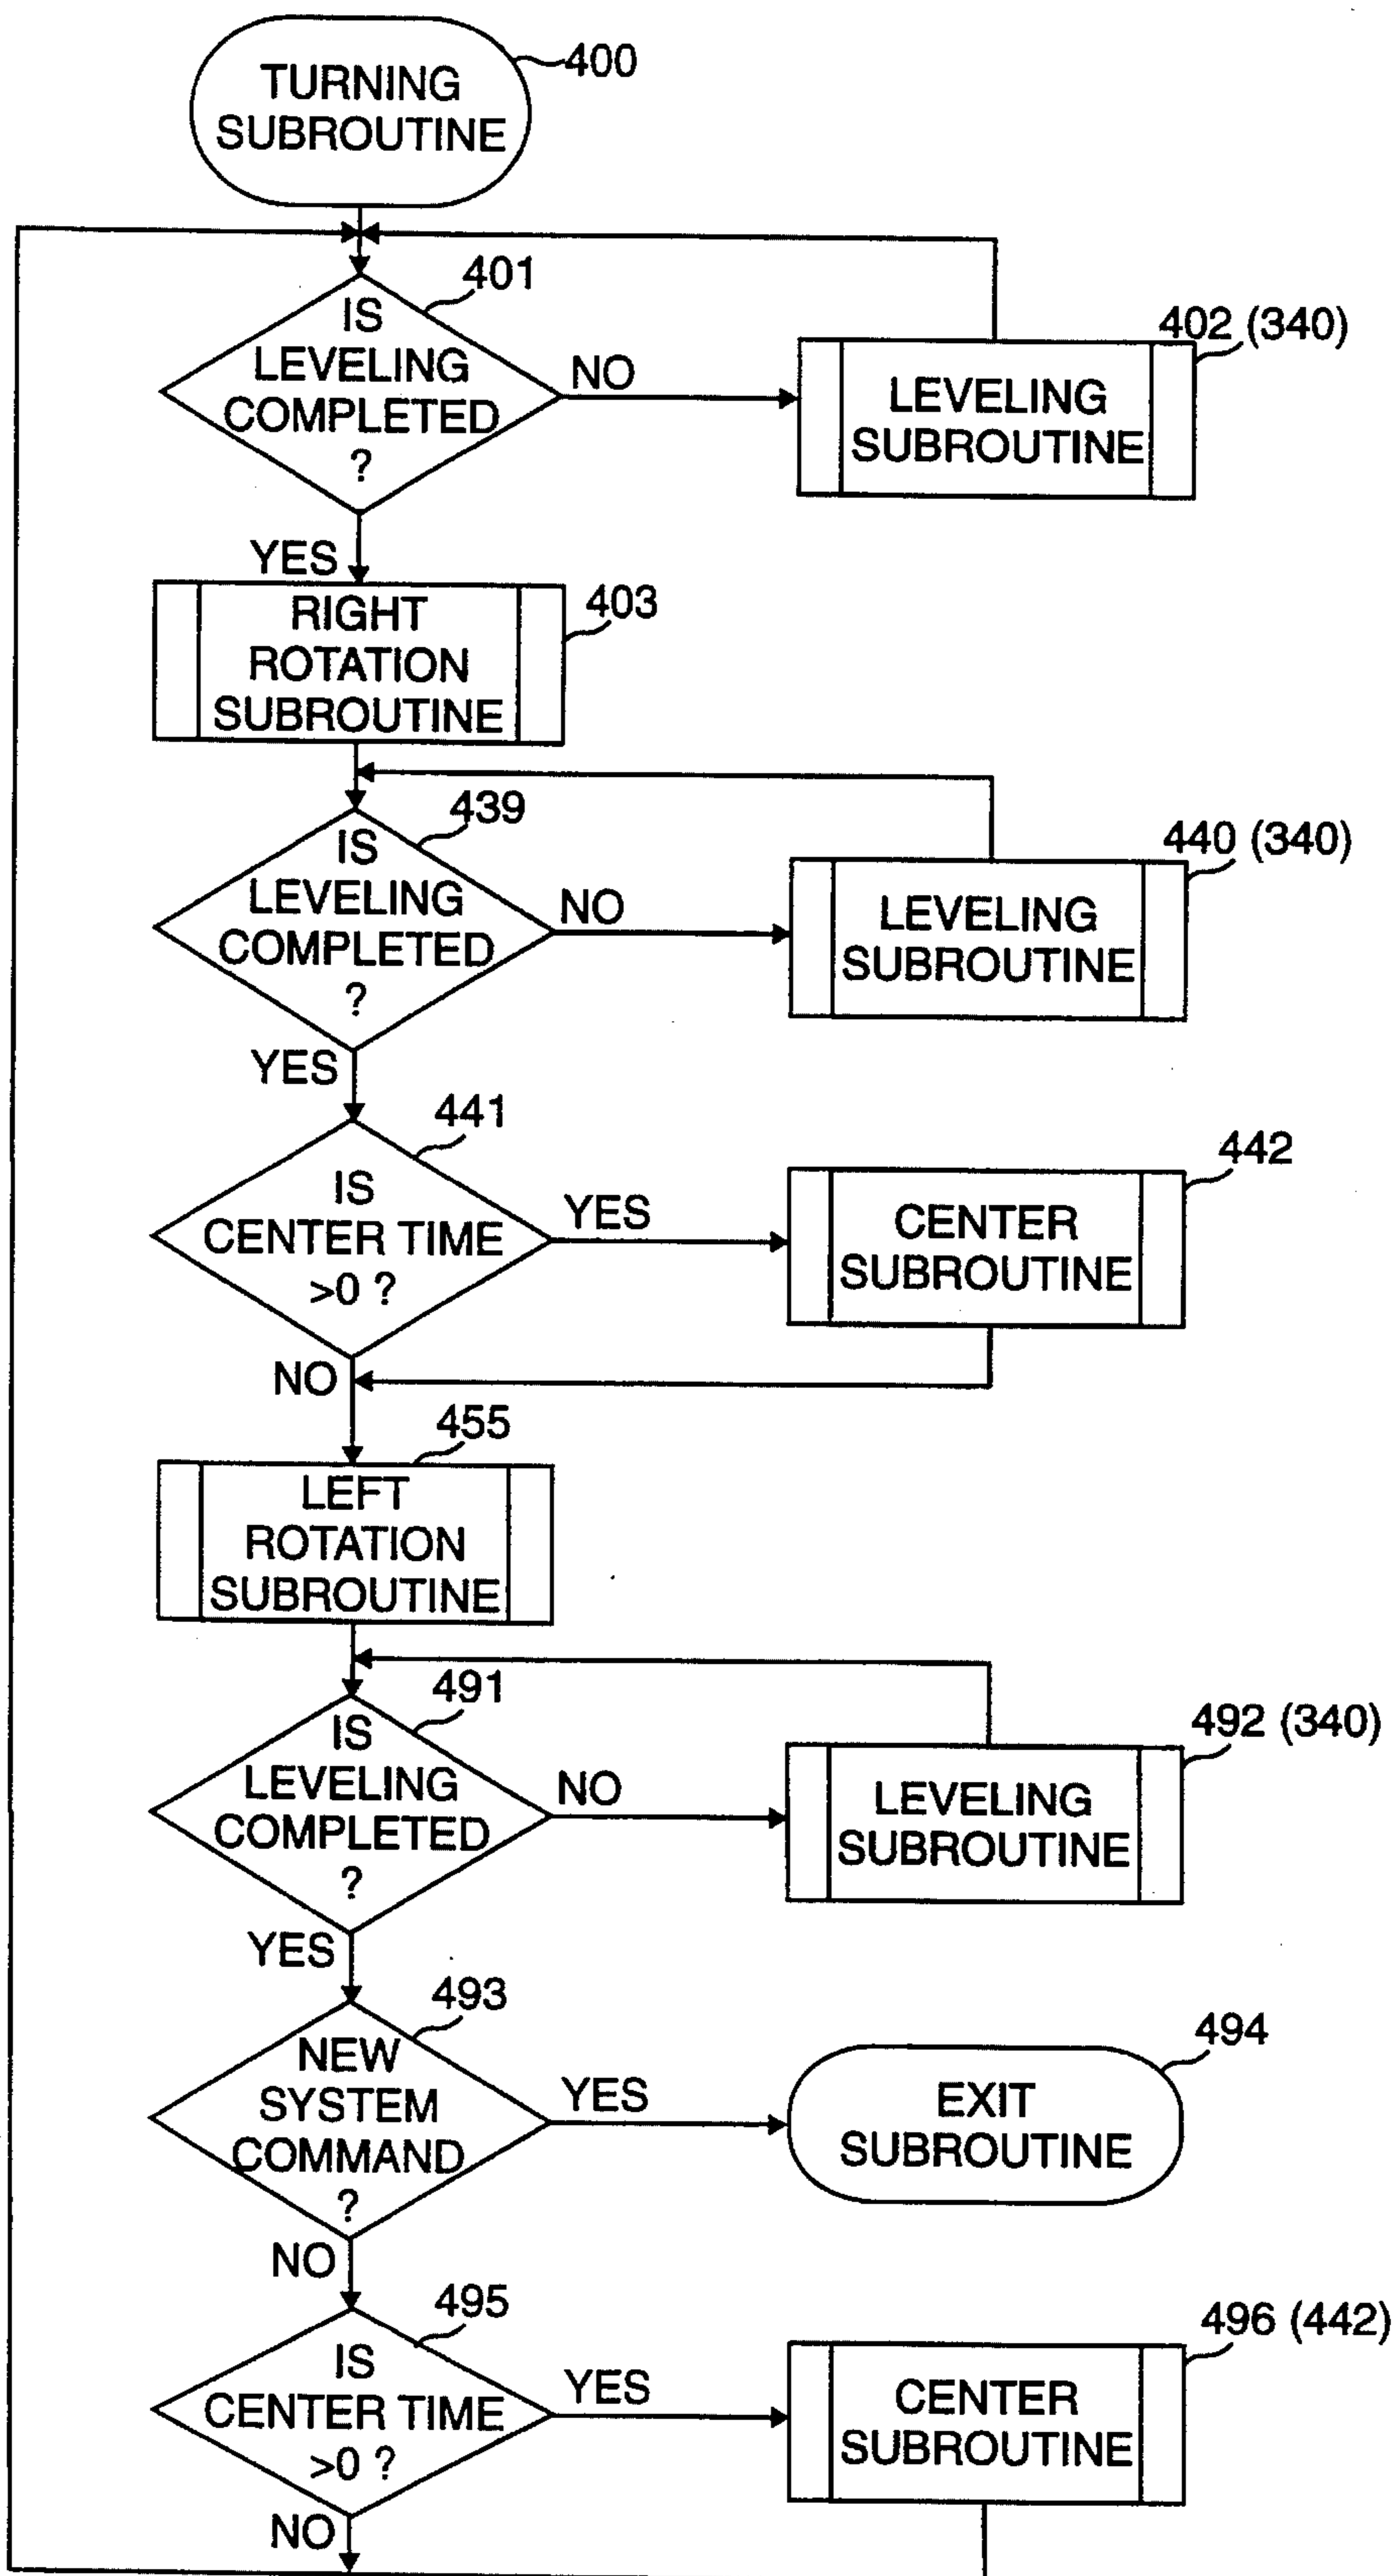 TURNING
SUBROUTINE
400
401
IS
LEVELING
COMPLETED
?
NO
402 (340)
LEVELING
SUBROUTINE
YES
RIGHT
ROTATION
SUBROUTINE
403
439
IS
LEVELING
COMPLETED
?
NO
440 (340)
LEVELING
SUBROUTINE
YES
441
IS
CENTER TIME
>0 ?
YES
442
CENTER
SUBROUTINE
NO
455
LEFT
ROTATION
SUBROUTINE
491
IS
LEVELING
COMPLETED
?
NO
492 (340)
LEVELING
SUBROUTINE
YES
493
NEW
SYSTEM
COMMAND
?
YES
494
EXIT
SUBROUTINE
NO
495
IS
CENTER TIME
>0 ?
YES
496 (442)
CENTER
SUBROUTINE
NO